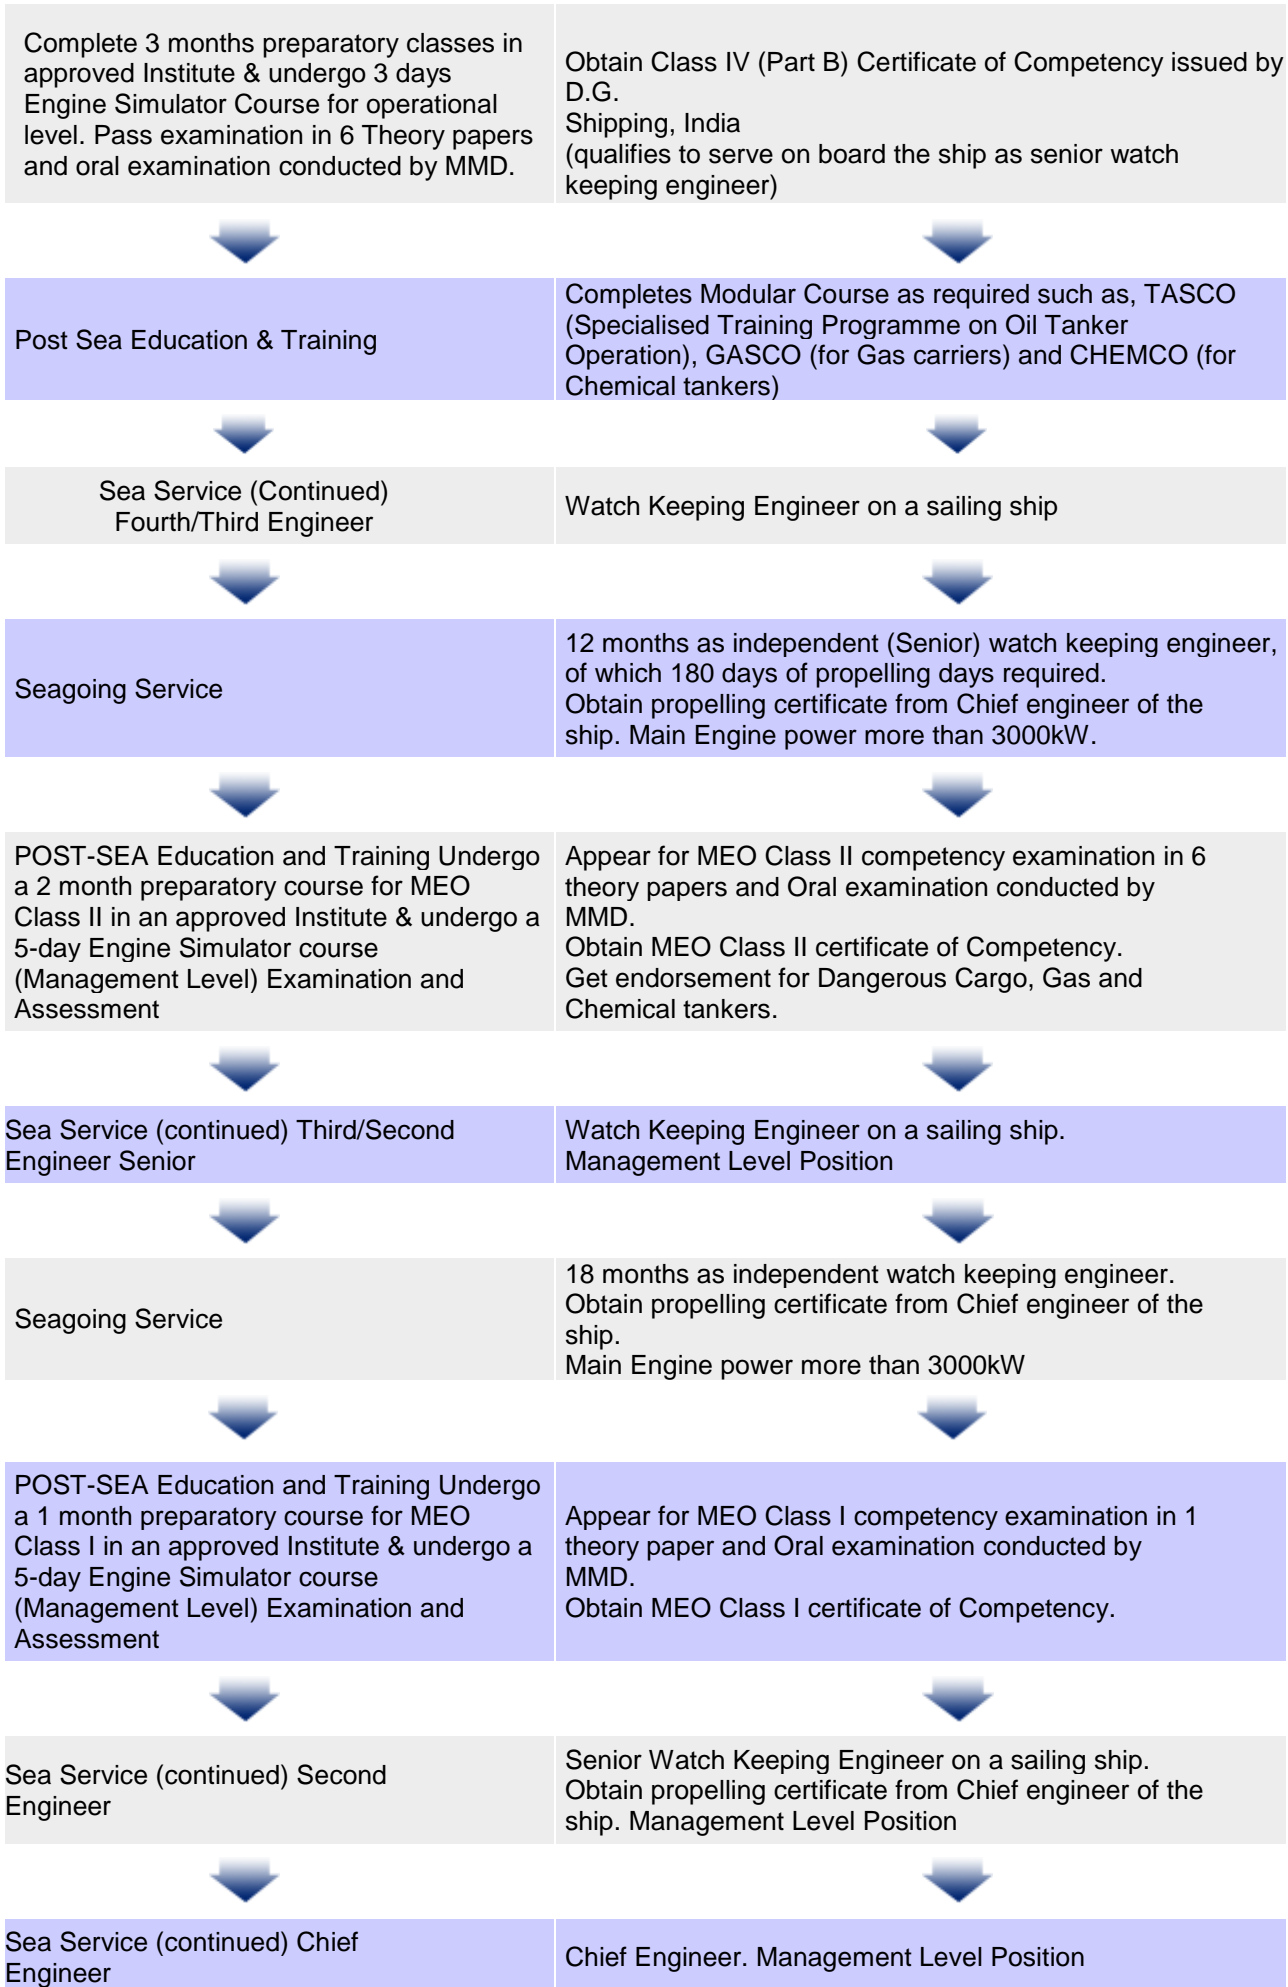 Complete 3 months preparatory classes in
approved Institute & undergo 3 days
Engine Simulator Course for operational
level. Pass examination in 6 Theory papers
and oral examination conducted by MMD.
Obtain Class IV (Part B) Certificate of Competency issued by
D.G.
Shipping, India
(qualifies to serve on board the ship as senior watch
keeping engineer)
Post Sea Education & Training
Completes Modular Course as required such as, TASCO
(Specialised Training Programme on Oil Tanker
Operation), GASCO (for Gas carriers) and CHEMCO (for
Chemical tankers)
Sea Service (Continued)
Fourth/Third Engineer
Watch Keeping Engineer on a sailing ship
Seagoing Service
12 months as independent (Senior) watch keeping engineer,
of which 180 days of propelling days required.
Obtain propelling certificate from Chief engineer of the
ship. Main Engine power more than 3000kW.
POST-SEA Education and Training Undergo
a 2 month preparatory course for MEO
Class II in an approved Institute & undergo a
5-day Engine Simulator course
(Management Level) Examination and
Assessment
Appear for MEO Class II competency examination in 6
theory papers and Oral examination conducted by
MMD.
Obtain MEO Class II certificate of Competency.
Get endorsement for Dangerous Cargo, Gas and
Chemical tankers.
Sea Service (continued) Third/Second
Engineer Senior
Watch Keeping Engineer on a sailing ship.
Management Level Position
Seagoing Service
18 months as independent watch keeping engineer.
Obtain propelling certificate from Chief engineer of the
ship.
Main Engine power more than 3000kW
POST-SEA Education and Training Undergo
a 1 month preparatory course for MEO
Class I in an approved Institute & undergo a
5-day Engine Simulator course
(Management Level) Examination and
Assessment
Appear for MEO Class I competency examination in 1
theory paper and Oral examination conducted by
MMD.
Obtain MEO Class I certificate of Competency.
Sea Service (continued) Second
Engineer
Senior Watch Keeping Engineer on a sailing ship.
Obtain propelling certificate from Chief engineer of the
ship. Management Level Position
Sea Service (continued) Chief
Engineer
Chief Engineer. Management Level Position